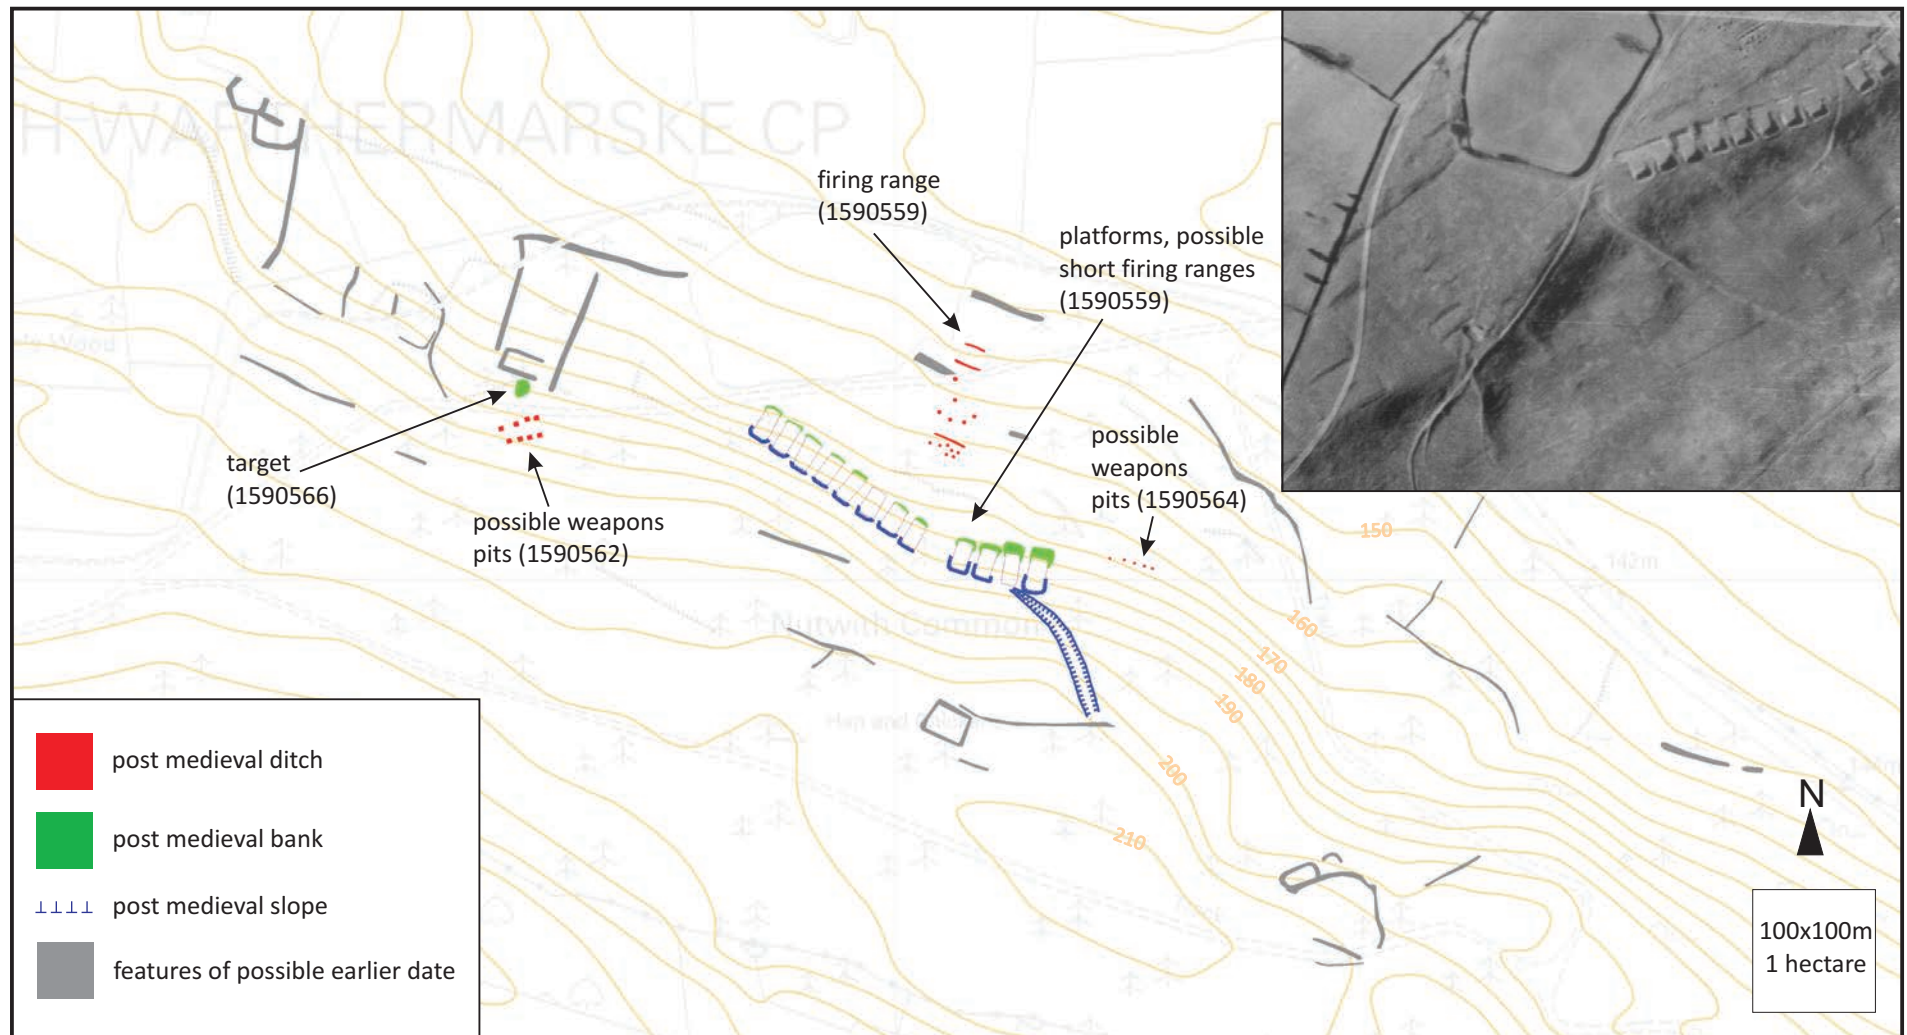 H WARTHERMARSKE CP
firing range
(1590559)
platforms, possible
short firing ranges
(1590559)
possible
weapons
pits (1590564)
target
(1590566)
possible weapons
pits (1590562)
Wood
Nutwith Common
150
142m
160
170
180
190
200
210
post medieval ditch
post medieval bank
post medieval slope
features of possible earlier date
N
100x100m
1 hectare